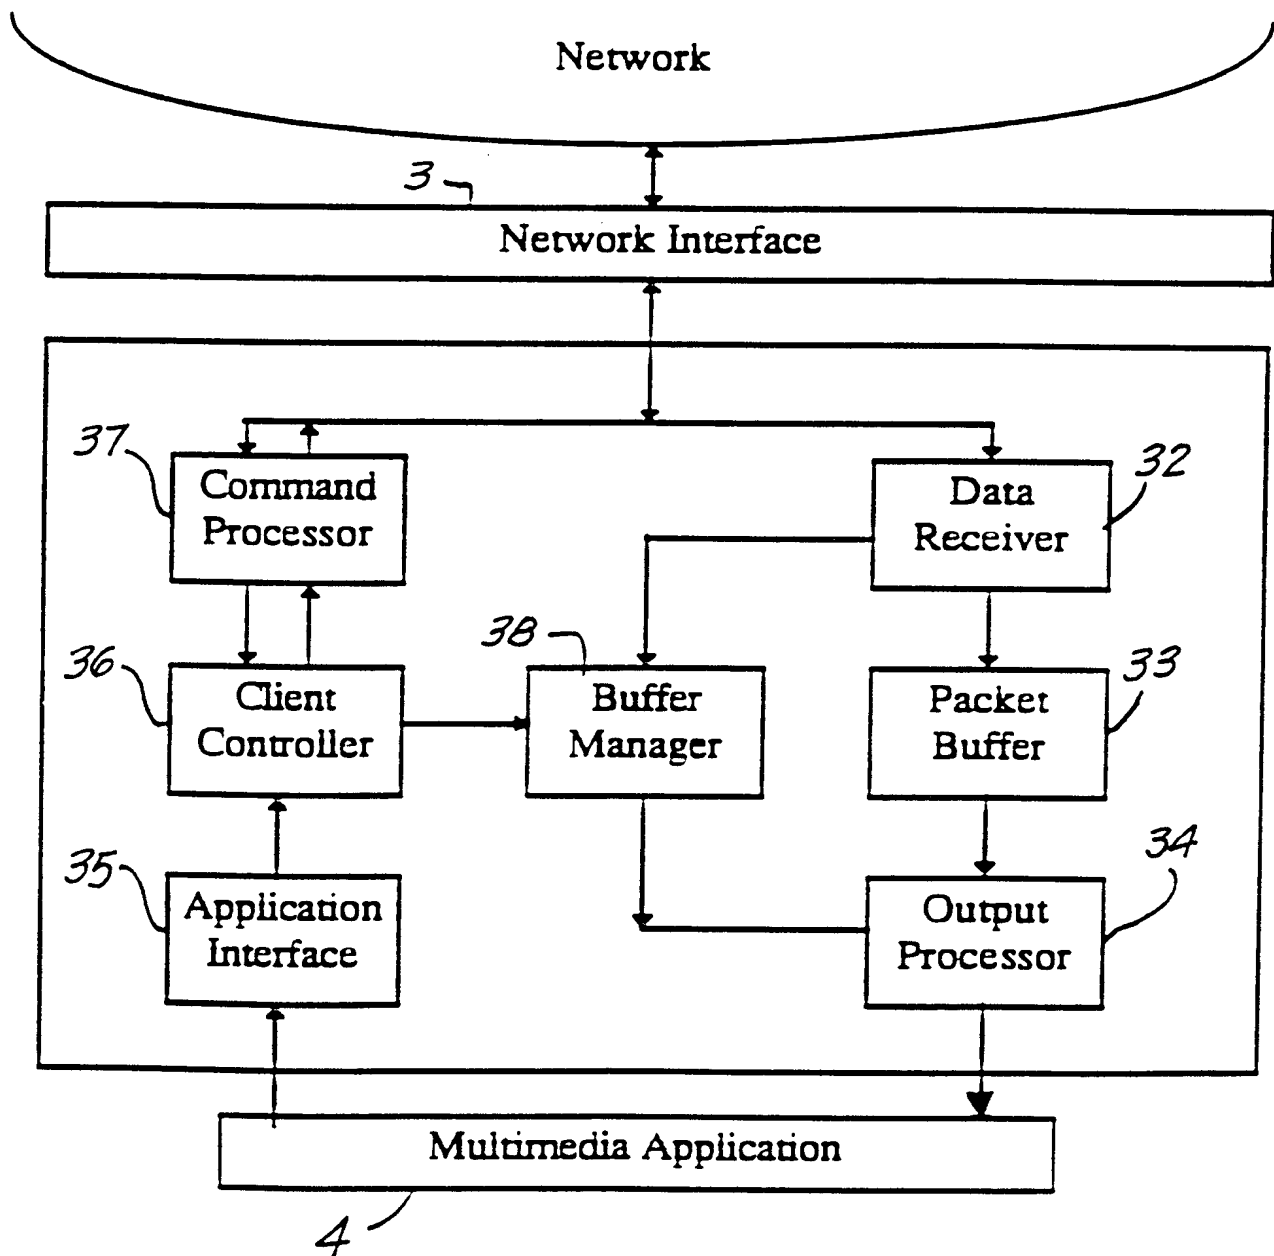 Network
3
Network Interface
37
Command
Processor
32
Data
Receiver
36
Client
Controller
38
Buffer
Manager
33
Packet
Buffer
35
Application
Interface
34
Output
Processor
Multimedia Application
4